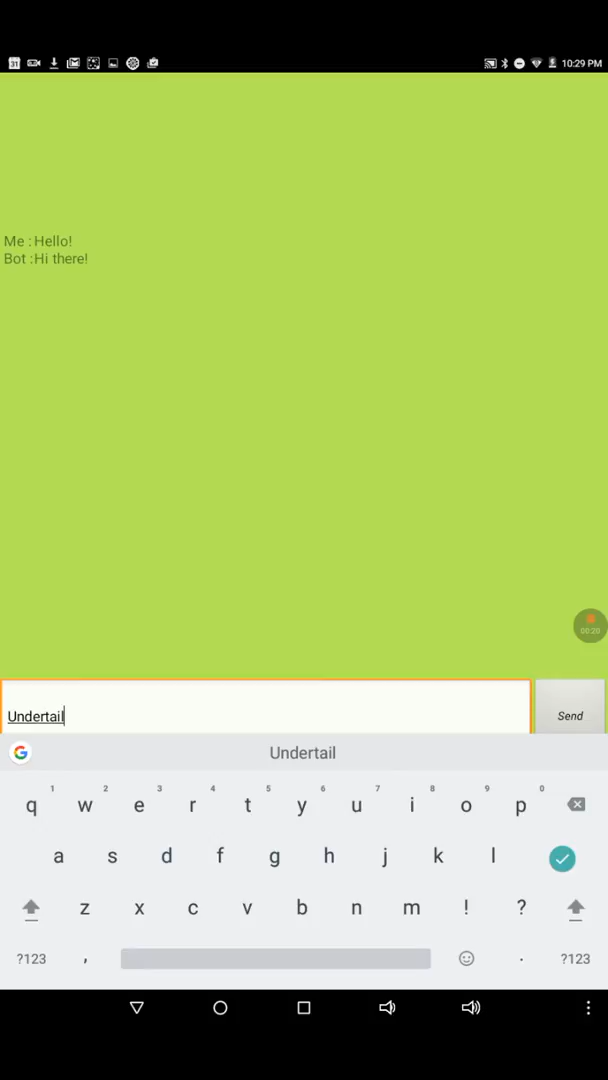 31 10:29 PM
Me : Hello!
Bot :Hi there!
00:20
Undertail Send
G Undertail
1 2 3 4 5 6 7 8 9 0
q w e r t y u i o p
a s d f g h j k l
z x c v b n m ! ?
?123 , . ?123